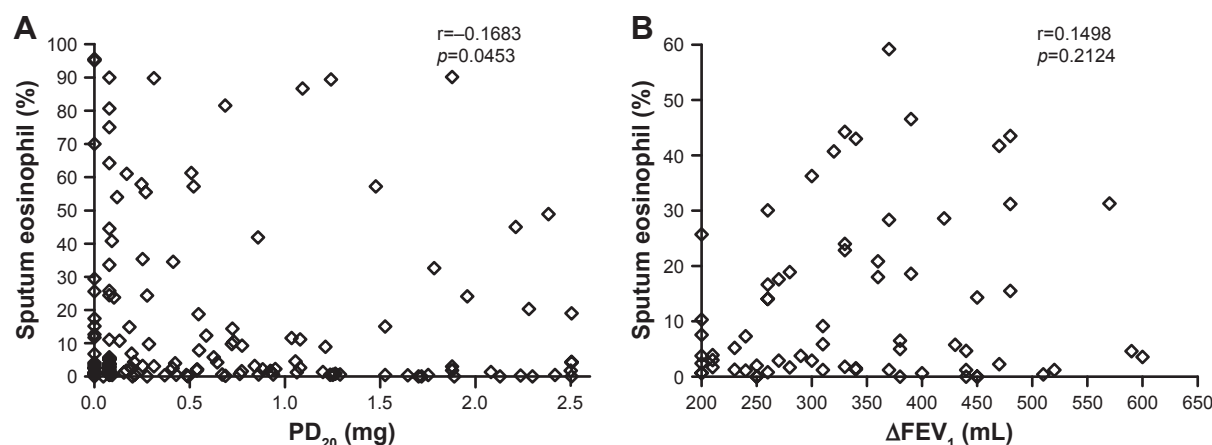 A
r=–0.1683
p=0.0453
Sputum eosinophil (%)
100
90
80
70
60
50
40
30
20
10
0
0.0 0.5 1.0 1.5 2.0 2.5
PD20 (mg)
B
r=0.1498
p=0.2124
Sputum eosinophil (%)
60
50
40
30
20
10
0
200 250 300 350 400 450 500 550 600 650
ΔFEV1 (mL)